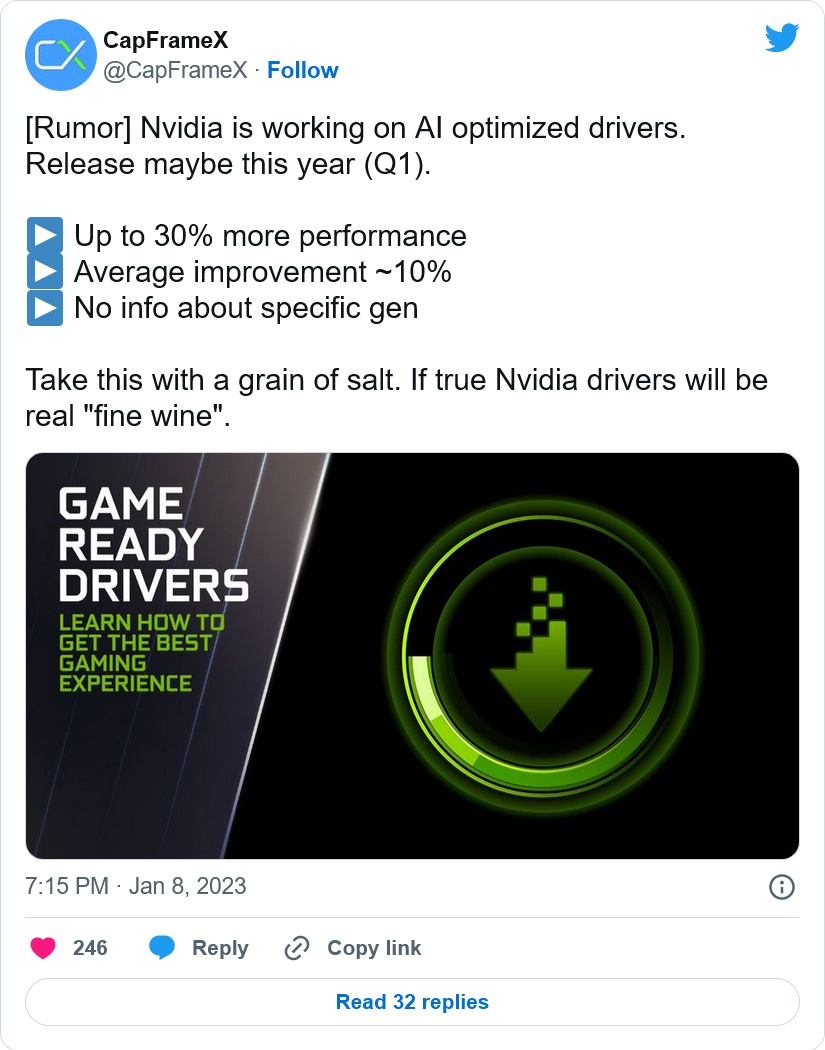 CapFrameX
@CapFrameX · Follow
[Rumor] Nvidia is working on AI optimized drivers.
Release maybe this year (Q1).
Up to 30% more performance
Average improvement ~10%
No info about specific gen
Take this with a grain of salt. If true Nvidia drivers will be
real "fine wine".
GAME
READY
DRIVERS
LEARN HOW TO
GET THE BEST
GAMING
EXPERIENCE
7:15 PM · Jan 8, 2023
246 Reply Copy link
Read 32 replies